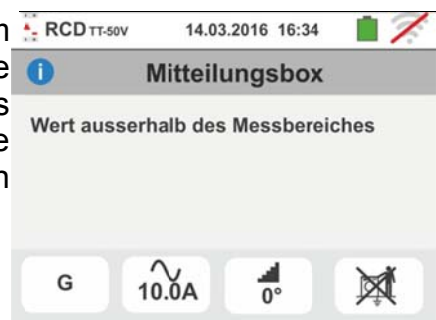 RCD TT-50V 14.03.2016 16:34
i Mitteilungsbox
Wert ausserhalb des Messbereiches
G 10.0A 0°